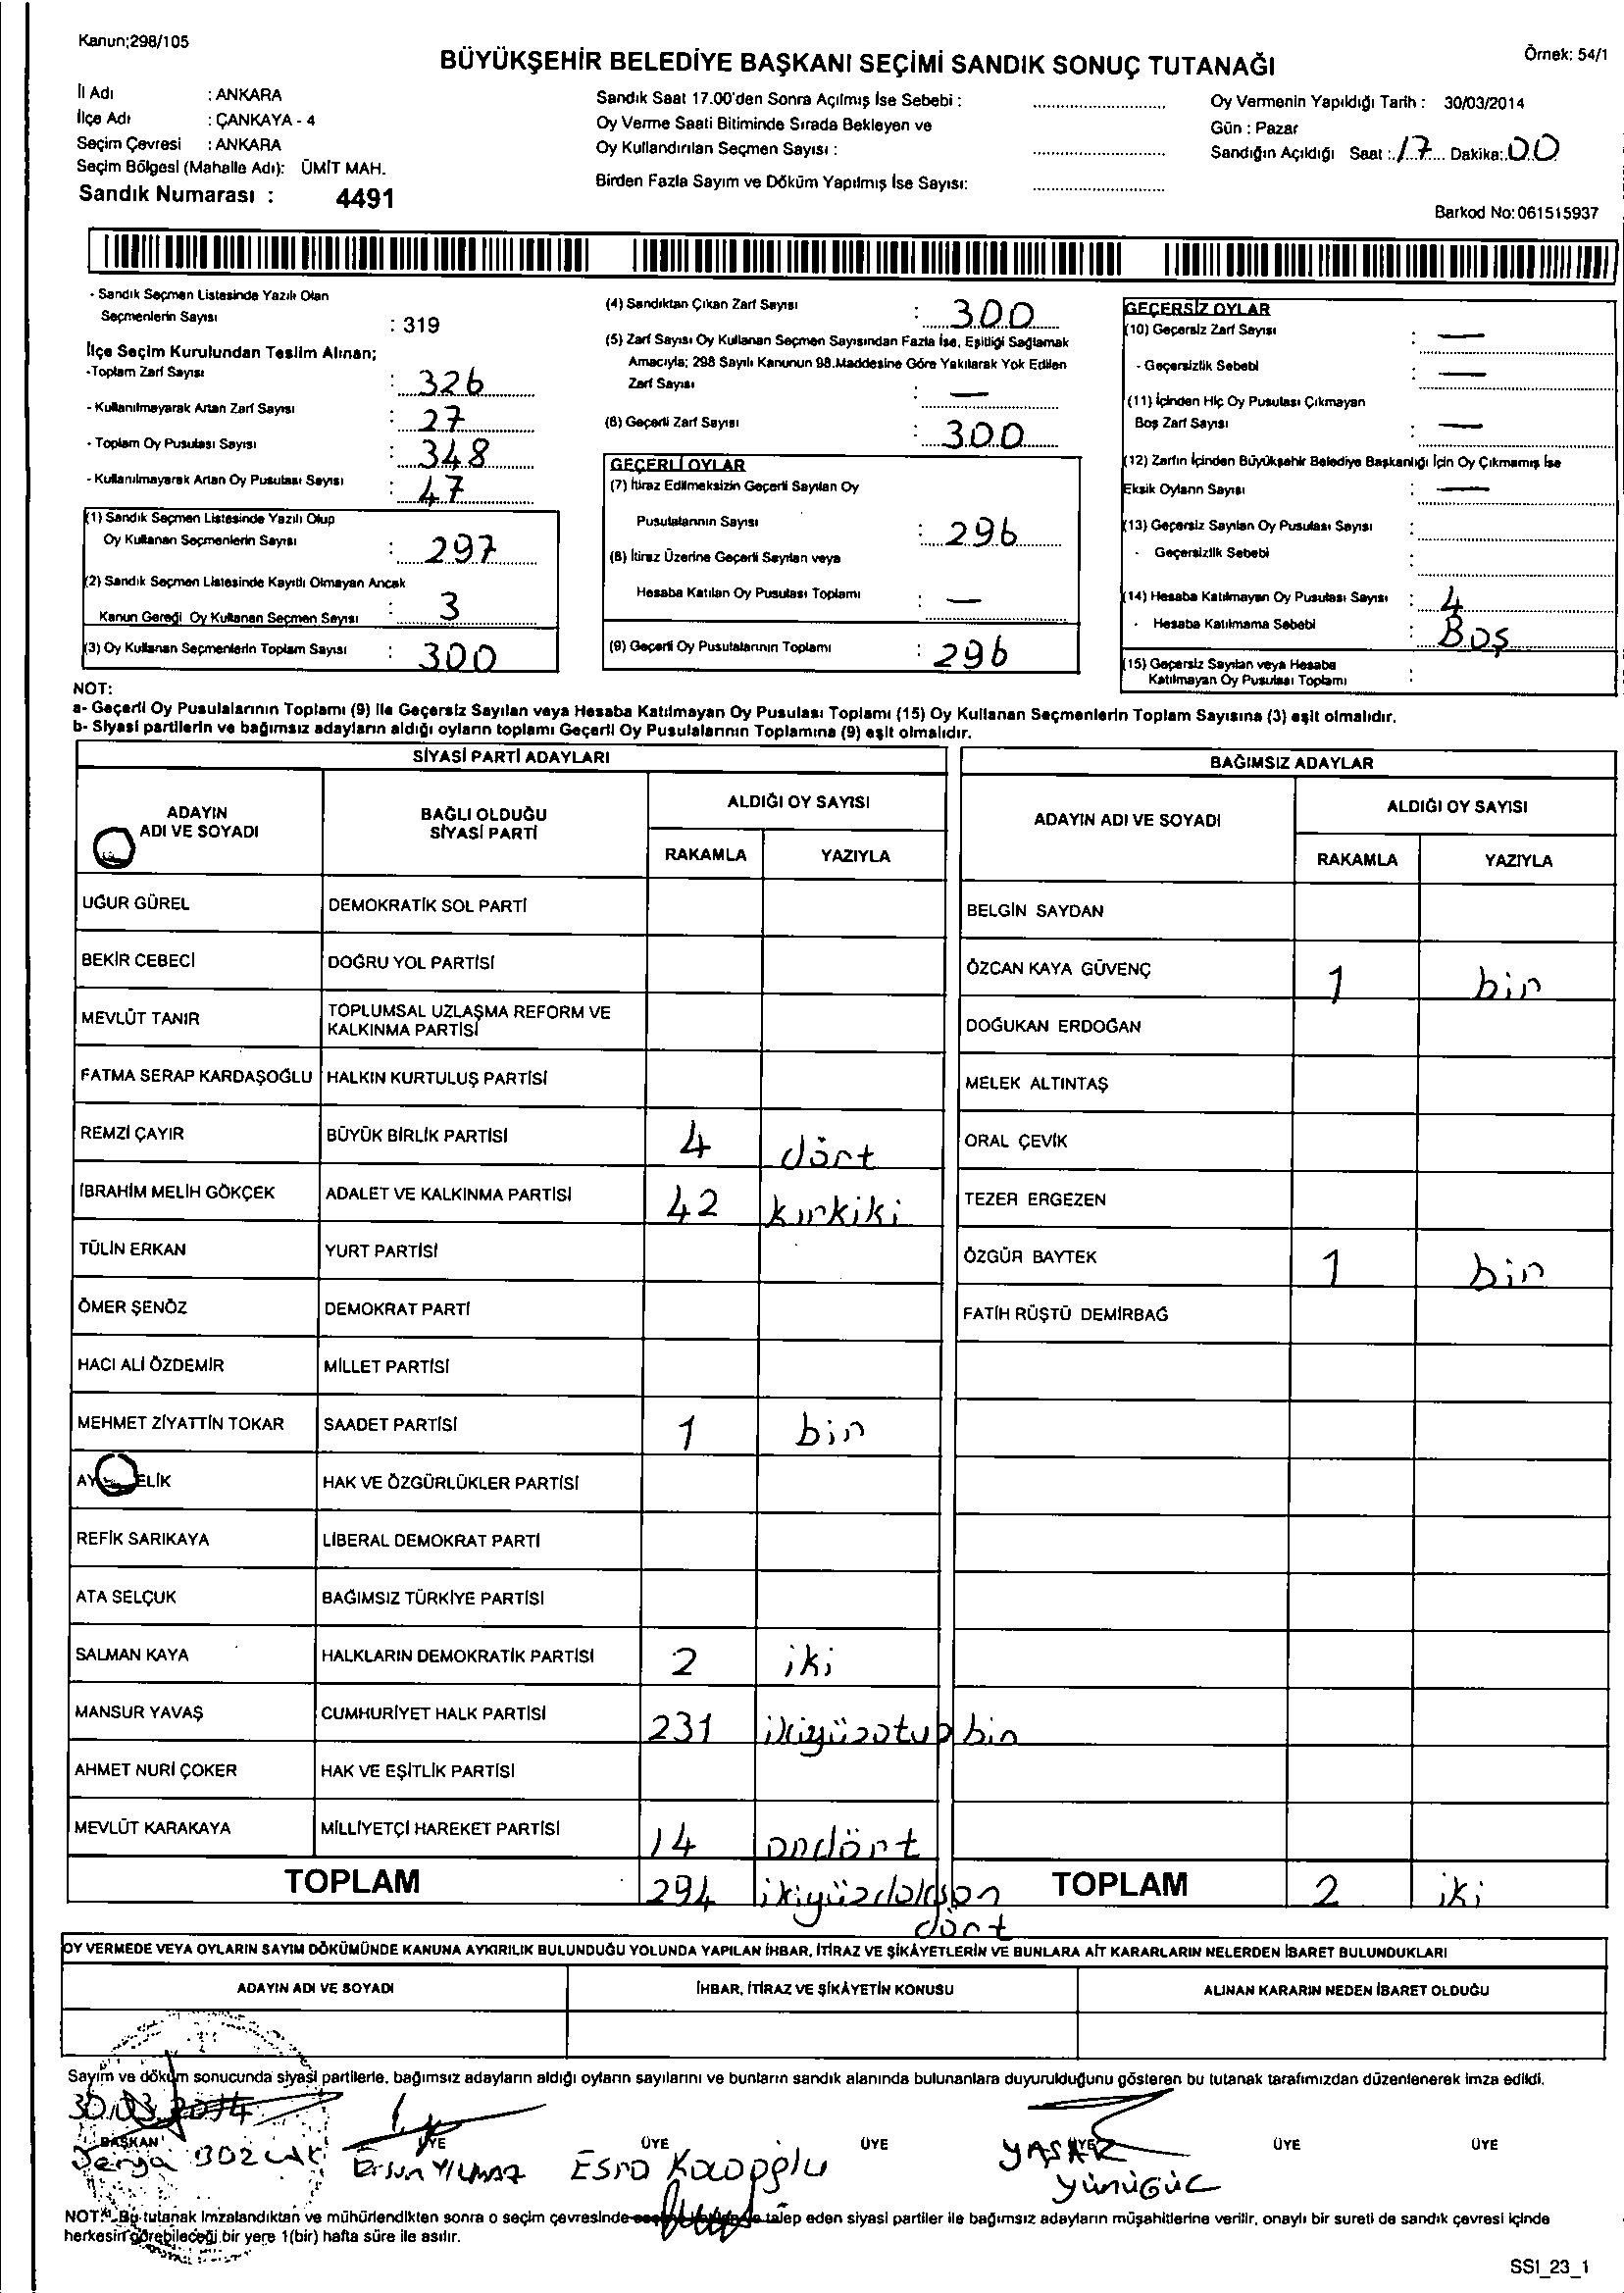 Kanun;298/105
BÜYÜKŞEHİR BELEDİYE BAŞKANI SEÇİMİ SANDIK SONUÇ TUTANAĞI
Örnek: 54/1
İl Adı : ANKARA
İlçe Adı : ÇANKAYA - 4
Seçim Çevresi : ANKARA
Seçim Bölgesi (Mahalle Adı): ÜMİT MAH.
Sandık Numarası : 4491
Sandık Saat 17.00'den Sonra Açılmış İse Sebebi :
Oy Verme Saati Bitiminde Sırada Bekleyen ve
Oy Kullandırılan Seçmen Sayısı :
Birden Fazla Sayım ve Döküm Yapılmış İse Sayısı:
Oy Vermenin Yapıldığı Tarih : 30/03/2014
Gün : Pazar
Sandığın Açıldığı Saat : 17 Dakika: 00
Barkod No:061515937
- Sandık Seçmen Listesinde Yazılı Olan
Seçmenlerin Sayısı : 319
İlçe Seçim Kurulundan Teslim Alınan;
-Toplam Zarf Sayısı : 326
- Kullanılmayarak Artan Zarf Sayısı : 27
- Toplam Oy Pusulası Sayısı : 348
- Kullanılmayarak Artan Oy Pusulası Sayısı : 47
(1) Sandık Seçmen Listesinde Yazılı Olup
Oy Kullanan Seçmenlerin Sayısı : 297
(2) Sandık Seçmen Listesinde Kayıtlı Olmayan Ancak
Kanun Gereği Oy Kullanan Seçmen Sayısı : 3
(3) Oy Kullanan Seçmenlerin Toplam Sayısı : 300
(4) Sandıktan Çıkan Zarf Sayısı : 300
(5) Zarf Sayısı Oy Kullanan Seçmen Sayısından Fazla İse, Eşitliği Sağlamak
Amacıyla; 298 Sayılı Kanunun 98.Maddesine Göre Yakılarak Yok Edilen
Zarf Sayısı : —
(6) Geçerli Zarf Sayısı : 300
GEÇERLİ OYLAR
(7) İtiraz Edilmeksizin Geçerli Sayılan Oy
Pusulalarının Sayısı : 296
(8) İtiraz Üzerine Geçerli Sayılan veya
Hesaba Katılan Oy Pusulası Toplamı : —
(9) Geçerli Oy Pusulalarının Toplamı : 296
GEÇERSİZ OYLAR
(10) Geçersiz Zarf Sayısı : —
- Geçersizlik Sebebi : —
(11) İçinden Hiç Oy Pusulası Çıkmayan
Boş Zarf Sayısı : —
(12) Zarfın İçinden Büyükşehir Belediye Başkanlığı İçin Oy Çıkmamış İse
Eksik Oyların Sayısı : —
(13) Geçersiz Sayılan Oy Pusulası Sayısı :
- Geçersizlik Sebebi :
(14) Hesaba Katılmayan Oy Pusulası Sayısı : 4
- Hesaba Katılmama Sebebi : Boş
(15) Geçersiz Sayılan veya Hesaba
Katılmayan Oy Pusulası Toplamı :
NOT:
a- Geçerli Oy Pusulalarının Toplamı (9) İle Geçersiz Sayılan veya Hesaba Katılmayan Oy Pusulası Toplamı (15) Oy Kullanan Seçmenlerin Toplam Sayısına (3) eşit olmalıdır.
b- Siyasi partilerin ve bağımsız adayların aldığı oyların toplamı Geçerli Oy Pusulalarının Toplamına (9) eşit olmalıdır.
SİYASİ PARTİ ADAYLARI
ADAYIN ADI VE SOYADI
BAĞLI OLDUĞU SİYASİ PARTİ
ALDIĞI OY SAYISI
RAKAMLA YAZIYLA
UĞUR GÜREL DEMOKRATİK SOL PARTİ
BEKİR CEBECİ DOĞRU YOL PARTİSİ
MEVLÜT TANIR TOPLUMSAL UZLAŞMA REFORM VE
KALKINMA PARTİSİ
FATMA SERAP KARDAŞOĞLU HALKIN KURTULUŞ PARTİSİ
REMZİ ÇAYIR BÜYÜK BİRLİK PARTİSİ 4 dört
İBRAHİM MELİH GÖKÇEK ADALET VE KALKINMA PARTİSİ 42 kırkiki
TÜLİN ERKAN YURT PARTİSİ
ÖMER ŞENÖZ DEMOKRAT PARTİ
HACI ALİ ÖZDEMİR MİLLET PARTİSİ
MEHMET ZİYATTİN TOKAR SAADET PARTİSİ 1 bir
HAK VE ÖZGÜRLÜKLER PARTİSİ
REFİK SARIKAYA LİBERAL DEMOKRAT PARTİ
ATA SELÇUK BAĞIMSIZ TÜRKİYE PARTİSİ
SALMAN KAYA HALKLARIN DEMOKRATİK PARTİSİ 2 iki
MANSUR YAVAŞ CUMHURİYET HALK PARTİSİ 231 ikiyüzotuz bir
AHMET NURİ ÇOKER HAK VE EŞİTLİK PARTİSİ
MEVLÜT KARAKAYA MİLLİYETÇİ HAREKET PARTİSİ 14 ondört
TOPLAM 294 ikiyüzdoksan
dört
BAĞIMSIZ ADAYLAR
ADAYIN ADI VE SOYADI
ALDIĞI OY SAYISI
RAKAMLA YAZIYLA
BELGİN SAYDAN
ÖZCAN KAYA GÜVENÇ 1 bir
DOĞUKAN ERDOĞAN
MELEK ALTINTAŞ
ORAL ÇEVİK
TEZER ERGEZEN
ÖZGÜR BAYTEK 1 bir
FATİH RÜŞTÜ DEMİRBAĞ
TOPLAM 2 iki
OY VERMEDE VEYA OYLARIN SAYIM DÖKÜMÜNDE KANUNA AYKIRILIK BULUNDUĞU YOLUNDA YAPILAN İHBAR, İTİRAZ VE ŞİKÂYETLERİN VE BUNLARA AİT KARARLARIN NELERDEN İBARET BULUNDUKLARI
ADAYIN ADI VE SOYADI İHBAR, İTİRAZ VE ŞİKÂYETİN KONUSU ALINAN KARARIN NEDEN İBARET OLDUĞU
Sayım ve döküm sonucunda siyasi partilerle, bağımsız adayların aldığı oyların sayılarını ve bunların sandık alanında bulunanlara duyurulduğunu gösteren bu tutanak tarafımızdan düzenlenerek imza edildi.
30.03.2014
BAŞKAN ÜYE ÜYE ÜYE ÜYE ÜYE ÜYE
Derya Ersun YILMAZ Esra YAŞAR
NOT: Bu tutanak İmzalandıktan ve mühürlendikten sonra o seçim çevresinde talep eden siyasi partiler ile bağımsız adayların müşahitlerine verilir, onaylı bir sureti de sandık çevresi içinde
herkesin görebileceği bir yere 1(bir) hafta süre ile asılır.
SSI_23_1